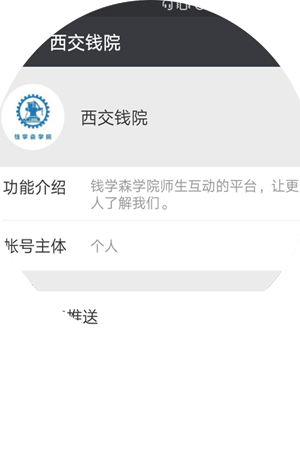 西交钱院
钱学森学院
西交钱院
功能介绍
钱学森学院师生互动的平台，让更
人了解我们。
帐号主体
个人
推送